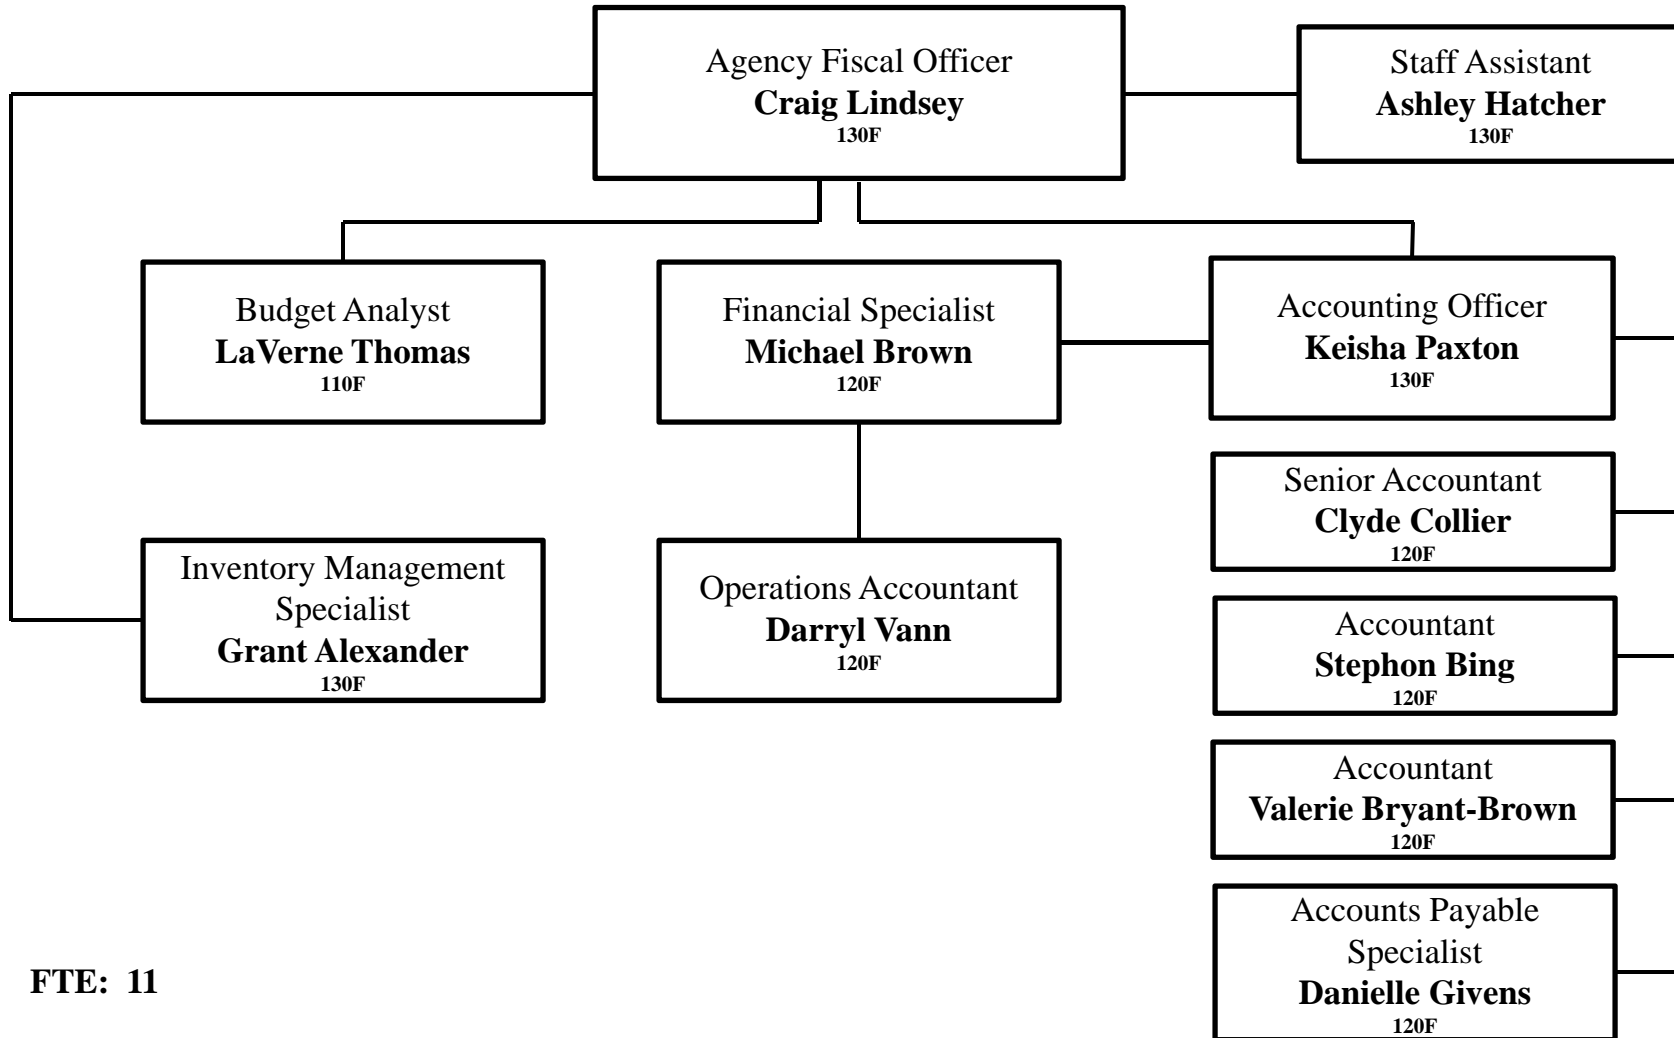 Agency Fiscal Officer
Craig Lindsey
130F
Staff Assistant
Ashley Hatcher
130F
Budget Analyst
LaVerne Thomas
110F
Financial Specialist
Michael Brown
120F
Accounting Officer
Keisha Paxton
130F
Senior Accountant
Clyde Collier
120F
Inventory Management
Specialist
Grant Alexander
130F
Operations Accountant
Darryl Vann
120F
Accountant
Stephon Bing
120F
Accountant
Valerie Bryant-Brown
120F
Accounts Payable
Specialist
Danielle Givens
120F
FTE: 11